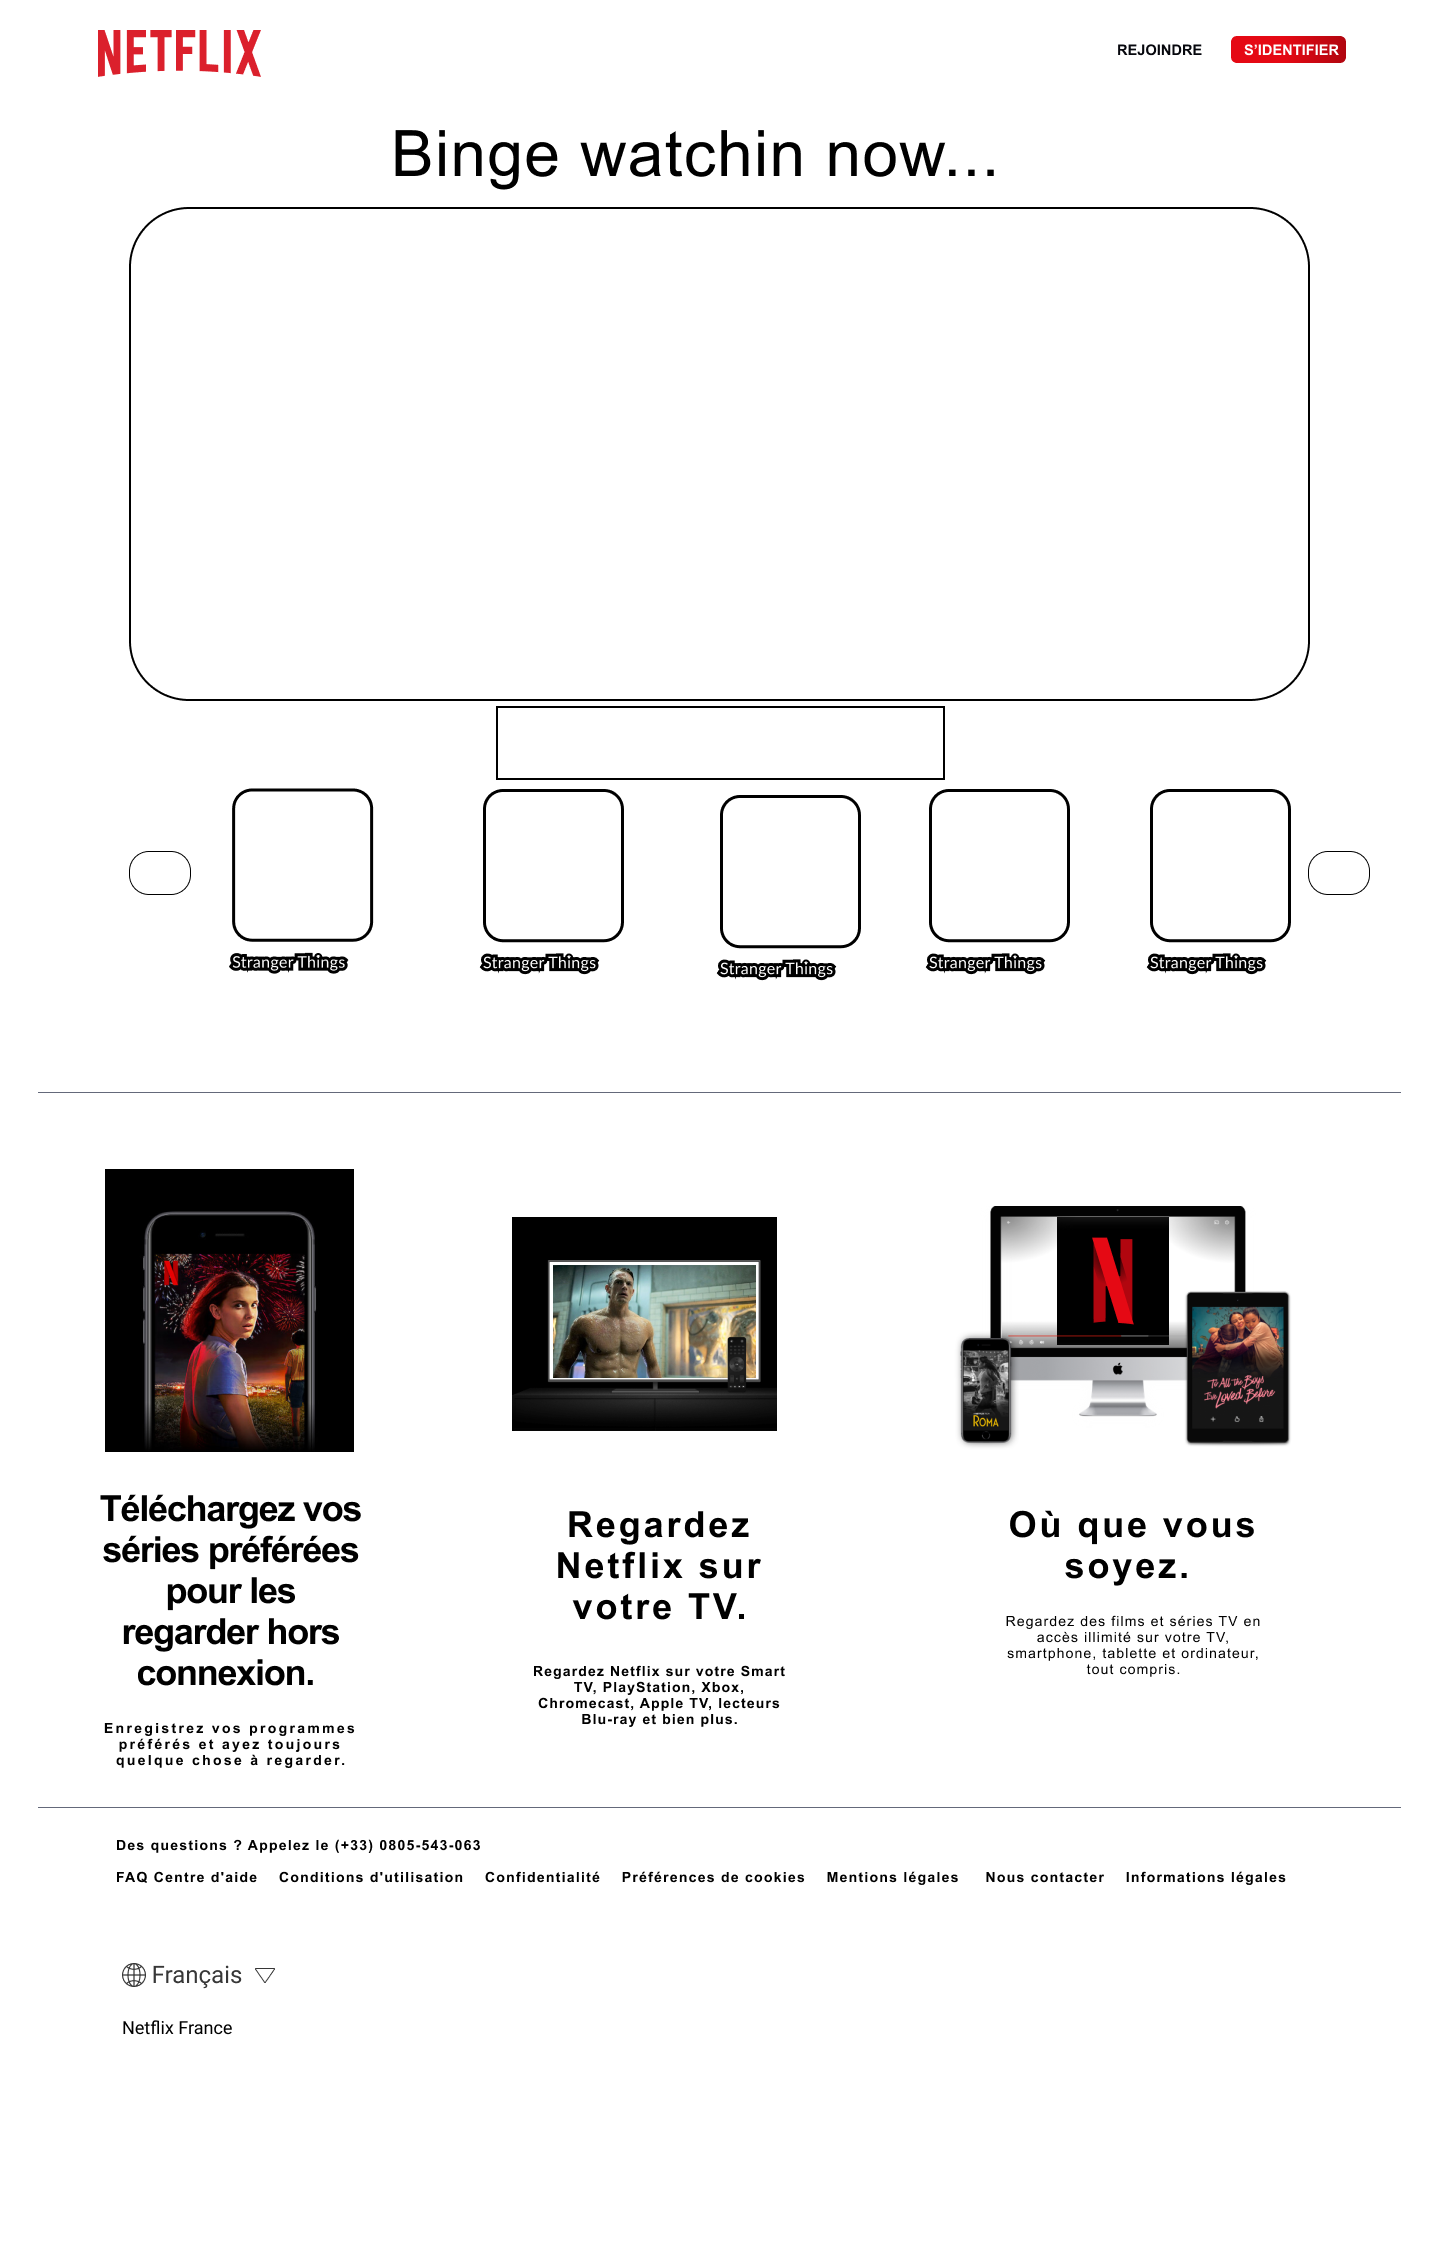 NETFLIX
REJOINDRE
S'IDENTIFIER
Binge watchin now...
Stranger Things
Stranger Things
Stranger Things
Stranger Things
Stranger Things
N
N
ROMA
To All the Boys
I've Loved Before
Téléchargez vos
séries préférées
pour les
regarder hors
connexion.
Enregistrez vos programmes
préférés et ayez toujours
quelque chose à regarder.
Regardez
Netflix sur
votre TV.
Regardez Netflix sur votre Smart
TV, PlayStation, Xbox,
Chromecast, Apple TV, lecteurs
Blu-ray et bien plus.
Où que vous
soyez.
Regardez des films et séries TV en
accès illimité sur votre TV,
smartphone, tablette et ordinateur,
tout compris.
Des questions ? Appelez le (+33) 0805-543-063
FAQ Centre d'aide Conditions d'utilisation Confidentialité Préférences de cookies Mentions légales Nous contacter Informations légales
Français
Netflix France